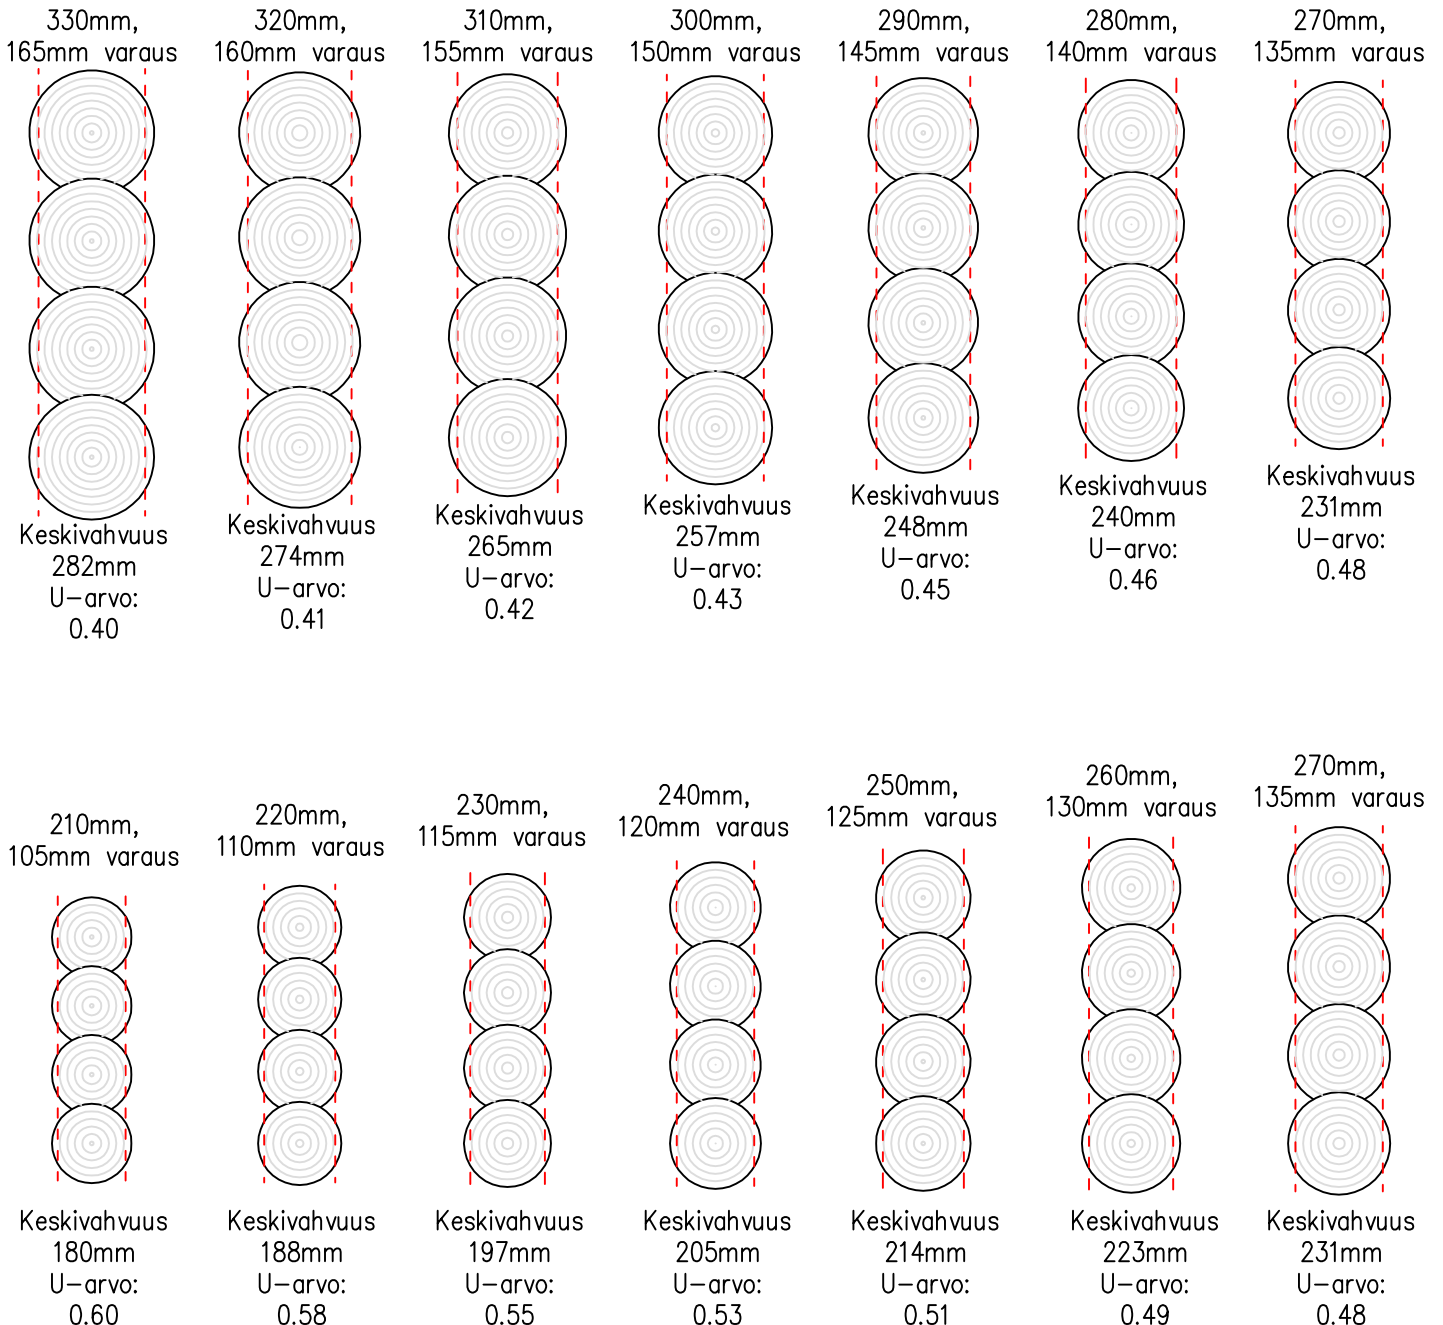 330mm,
165mm varaus
Keskivahvuus
282mm
U-arvo:
0.40
320mm,
160mm varaus
Keskivahvuus
274mm
U-arvo:
0.41
310mm,
155mm varaus
Keskivahvuus
265mm
U-arvo:
0.42
300mm,
150mm varaus
Keskivahvuus
257mm
U-arvo:
0.43
290mm,
145mm varaus
Keskivahvuus
248mm
U-arvo:
0.45
280mm,
140mm varaus
Keskivahvuus
240mm
U-arvo:
0.46
270mm,
135mm varaus
Keskivahvuus
231mm
U-arvo:
0.48
210mm,
105mm varaus
Keskivahvuus
180mm
U-arvo:
0.60
220mm,
110mm varaus
Keskivahvuus
188mm
U-arvo:
0.58
230mm,
115mm varaus
Keskivahvuus
197mm
U-arvo:
0.55
240mm,
120mm varaus
Keskivahvuus
205mm
U-arvo:
0.53
250mm,
125mm varaus
Keskivahvuus
214mm
U-arvo:
0.51
260mm,
130mm varaus
Keskivahvuus
223mm
U-arvo:
0.49
270mm,
135mm varaus
Keskivahvuus
231mm
U-arvo:
0.48